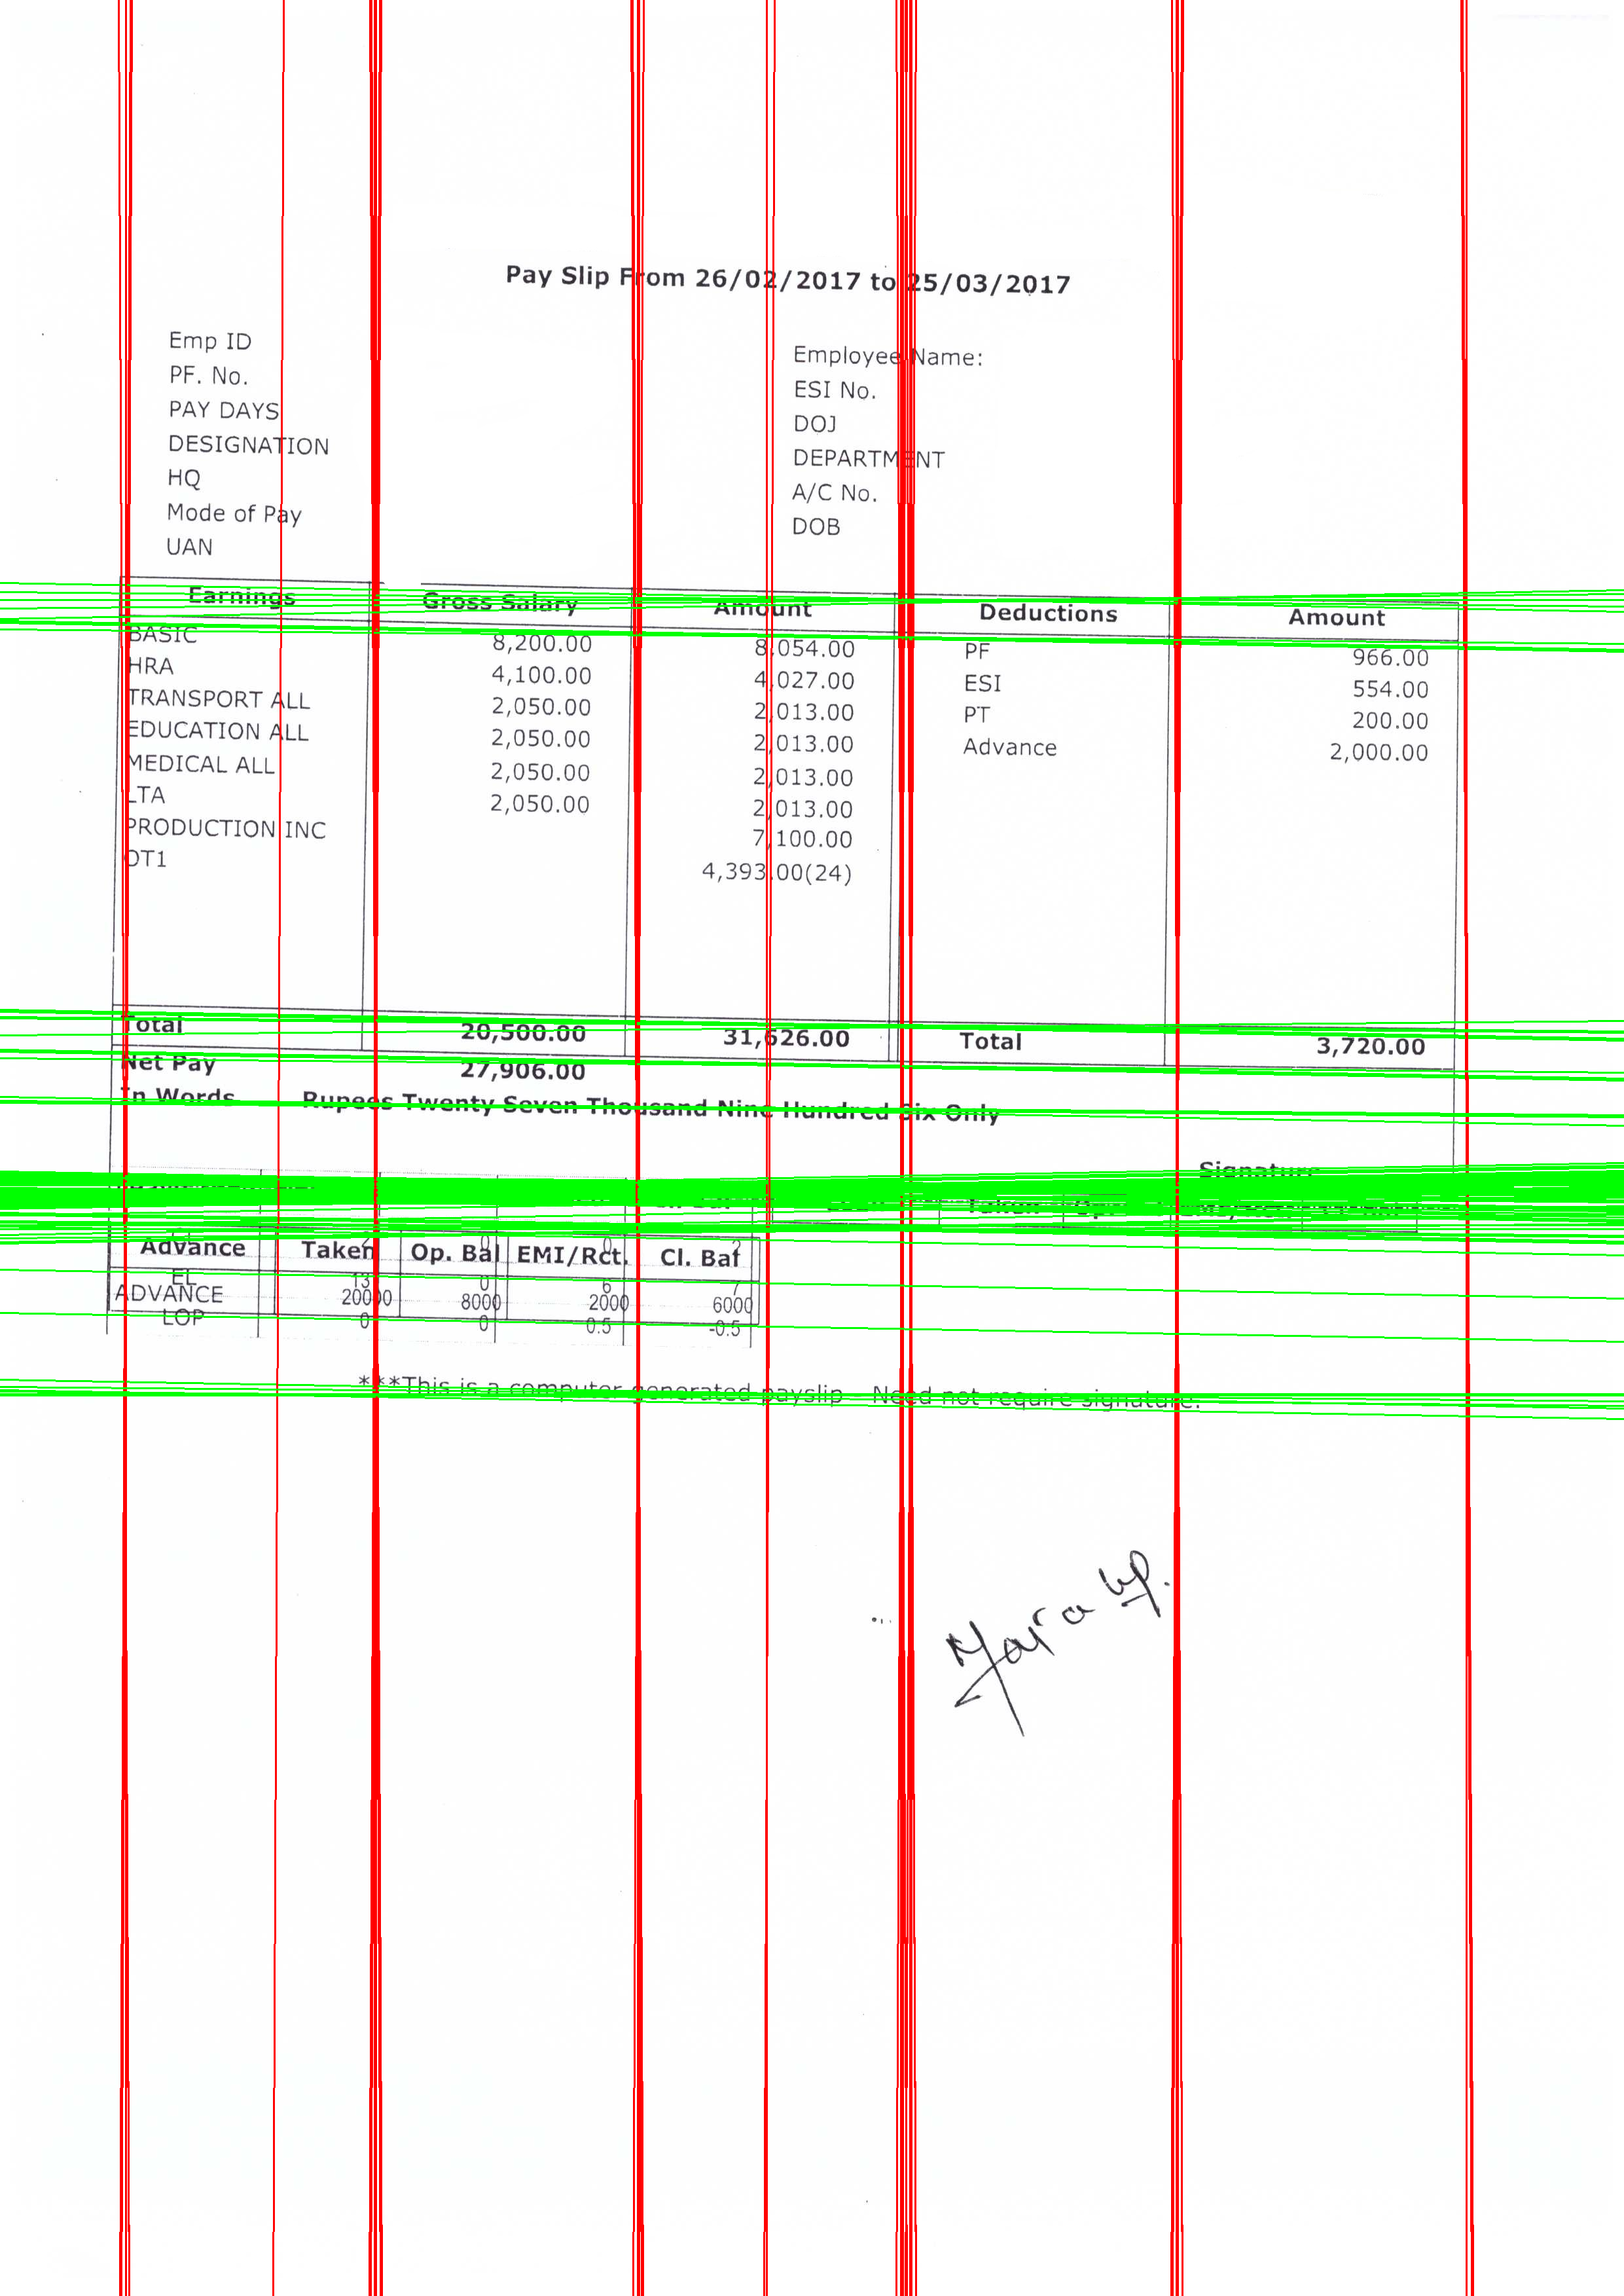 Pay Slip From 26/02/2017 to 25/03/2017
Emp ID
PF. No.
PAY DAYS
DESIGNATION
HQ
Mode of Pay
UAN
Employee Name:
ESI No.
DOJ
DEPARTMENT
A/C No.
DOB
Earnings Gross Salary Amount Deductions Amount
BASIC 8,200.00 8,054.00 PF 966.00
HRA 4,100.00 4,027.00 ESI 554.00
TRANSPORT ALL 2,050.00 2,013.00 PT 200.00
EDUCATION ALL 2,050.00 2,013.00 Advance 2,000.00
MEDICAL ALL 2,050.00 2,013.00
LTA 2,050.00 2,013.00
PRODUCTION INC 7,100.00
OT1 4,393.00(24)
Total 20,500.00 31,626.00 Total 3,720.00
Net Pay 27,906.00
In Words Rupees Twenty Seven Thousand Nine Hundred Six Only
Signature
Advance Taken Op. Bal EMI/Rct. Cl. Bal
EL 13 0 6 7
ADVANCE 20000 8000 2000 6000
LOP 0 0 0.5 -0.5
***This is a computer generated payslip Need not require signature.